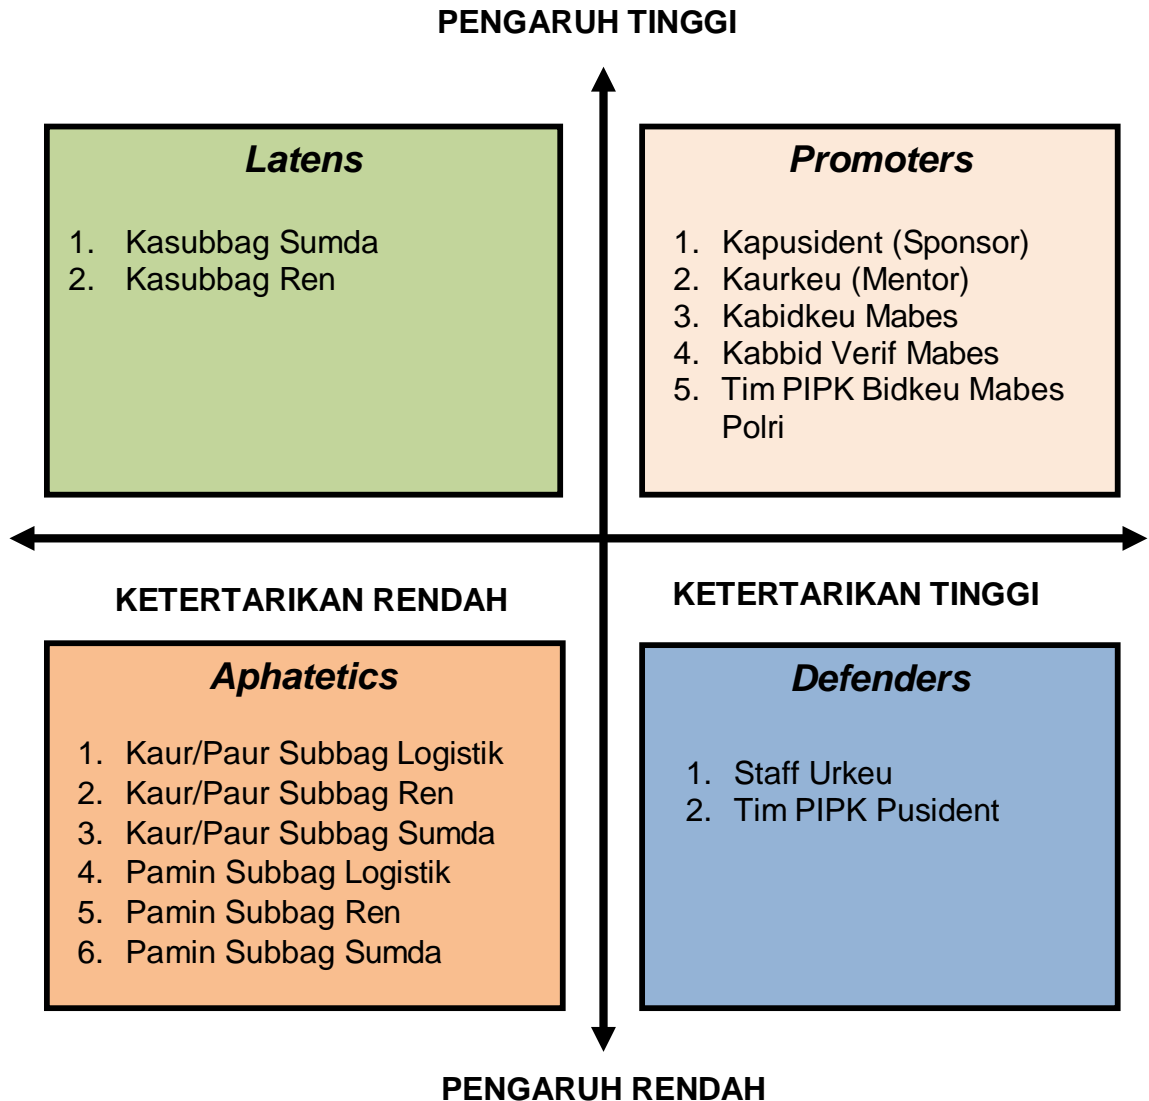 PENGARUH TINGGI
Latens
1. Kasubbag Sumda
2. Kasubbag Ren
Promoters
1. Kapusident (Sponsor)
2. Kaurkeu (Mentor)
3. Kabidkeu Mabes
4. Kabbid Verif Mabes
5. Tim PIPK Bidkeu Mabes
Polri
KETERTARIKAN RENDAH
KETERTARIKAN TINGGI
Aphatetics
1. Kaur/Paur Subbag Logistik
2. Kaur/Paur Subbag Ren
3. Kaur/Paur Subbag Sumda
4. Pamin Subbag Logistik
5. Pamin Subbag Ren
6. Pamin Subbag Sumda
Defenders
1. Staff Urkeu
2. Tim PIPK Pusident
PENGARUH RENDAH